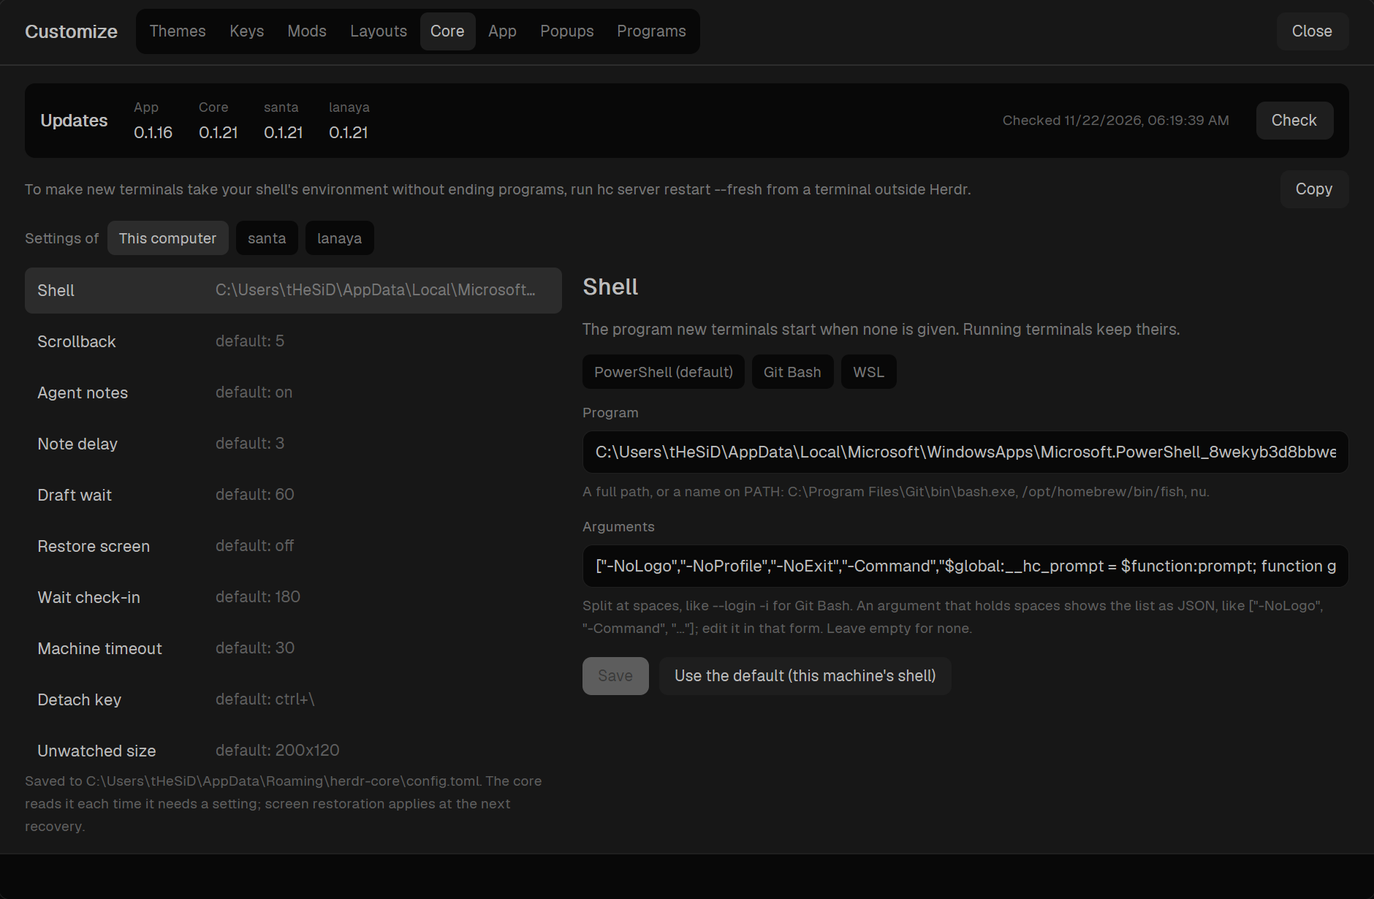 Customize Themes Keys Mods Layouts Core App Popups Programs Close
Updates
App Core santa lanaya
0.1.16 0.1.21 0.1.21 0.1.21
Checked 11/22/2026, 06:19:39 AM Check
To make new terminals take your shell's environment without ending programs, run hc server restart --fresh from a terminal outside Herdr. Copy
Settings of This computer santa lanaya
Shell C:\Users\tHeSiD\AppData\Local\Microsoft...
Scrollback default: 5
Agent notes default: on
Note delay default: 3
Draft wait default: 60
Restore screen default: off
Wait check-in default: 180
Machine timeout default: 30
Detach key default: ctrl+\
Unwatched size default: 200x120
Saved to C:\Users\tHeSiD\AppData\Roaming\herdr-core\config.toml. The core
reads it each time it needs a setting; screen restoration applies at the next
recovery.
Shell
The program new terminals start when none is given. Running terminals keep theirs.
PowerShell (default) Git Bash WSL
Program
C:\Users\tHeSiD\AppData\Local\Microsoft\WindowsApps\Microsoft.PowerShell_8wekyb3d8bbwe
A full path, or a name on PATH: C:\Program Files\Git\bin\bash.exe, /opt/homebrew/bin/fish, nu.
Arguments
["-NoLogo","-NoProfile","-NoExit","-Command","$global:__hc_prompt = $function:prompt; function g
Split at spaces, like --login -i for Git Bash. An argument that holds spaces shows the list as JSON, like ["-NoLogo",
"-Command", "..."]; edit it in that form. Leave empty for none.
Save Use the default (this machine's shell)